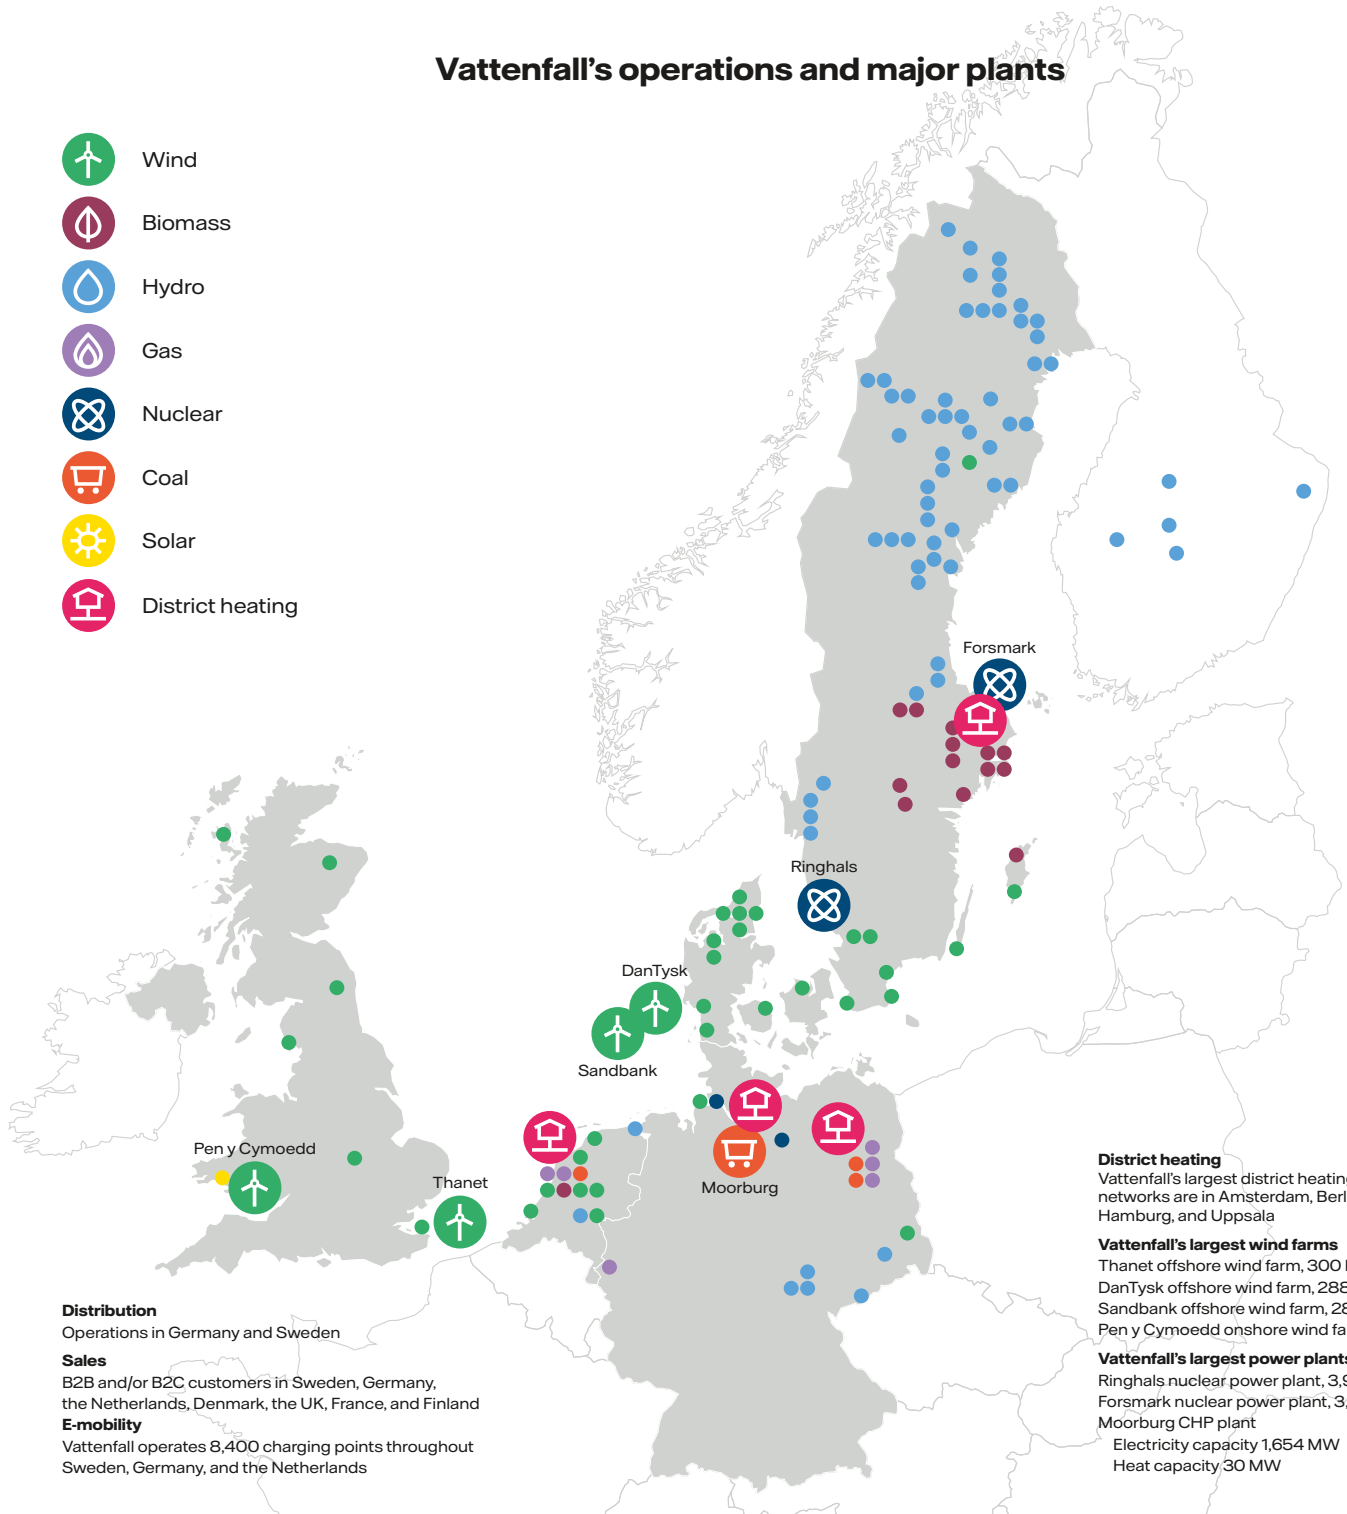 Vattenfall's operations and major plants
Wind
Biomass
Hydro
Gas
Nuclear
Coal
Solar
District heating
Forsmark
Ringhals
DanTysk
Sandbank
Pen y Cymoedd
Thanet
Moorburg
Distribution
Operations in Germany and Sweden
Sales
B2B and/or B2C customers in Sweden, Germany,
the Netherlands, Denmark, the UK, France, and Finland
E-mobility
Vattenfall operates 8,400 charging points throughout
Sweden, Germany, and the Netherlands
District heating
Vattenfall's largest district heating
networks are in Amsterdam,
Hamburg, and Uppsala
Vattenfall's largest wind farms
Thanet offshore wind farm, 300
DanTysk offshore wind farm, 288
Sandbank offshore wind farm,
Pen y Cymoedd onshore wind
Vattenfall's largest power plants
Ringhals nuclear power plant,
Forsmark nuclear power plant,
Moorburg CHP plant
Electricity capacity 1,654 MW
Heat capacity 30 MW